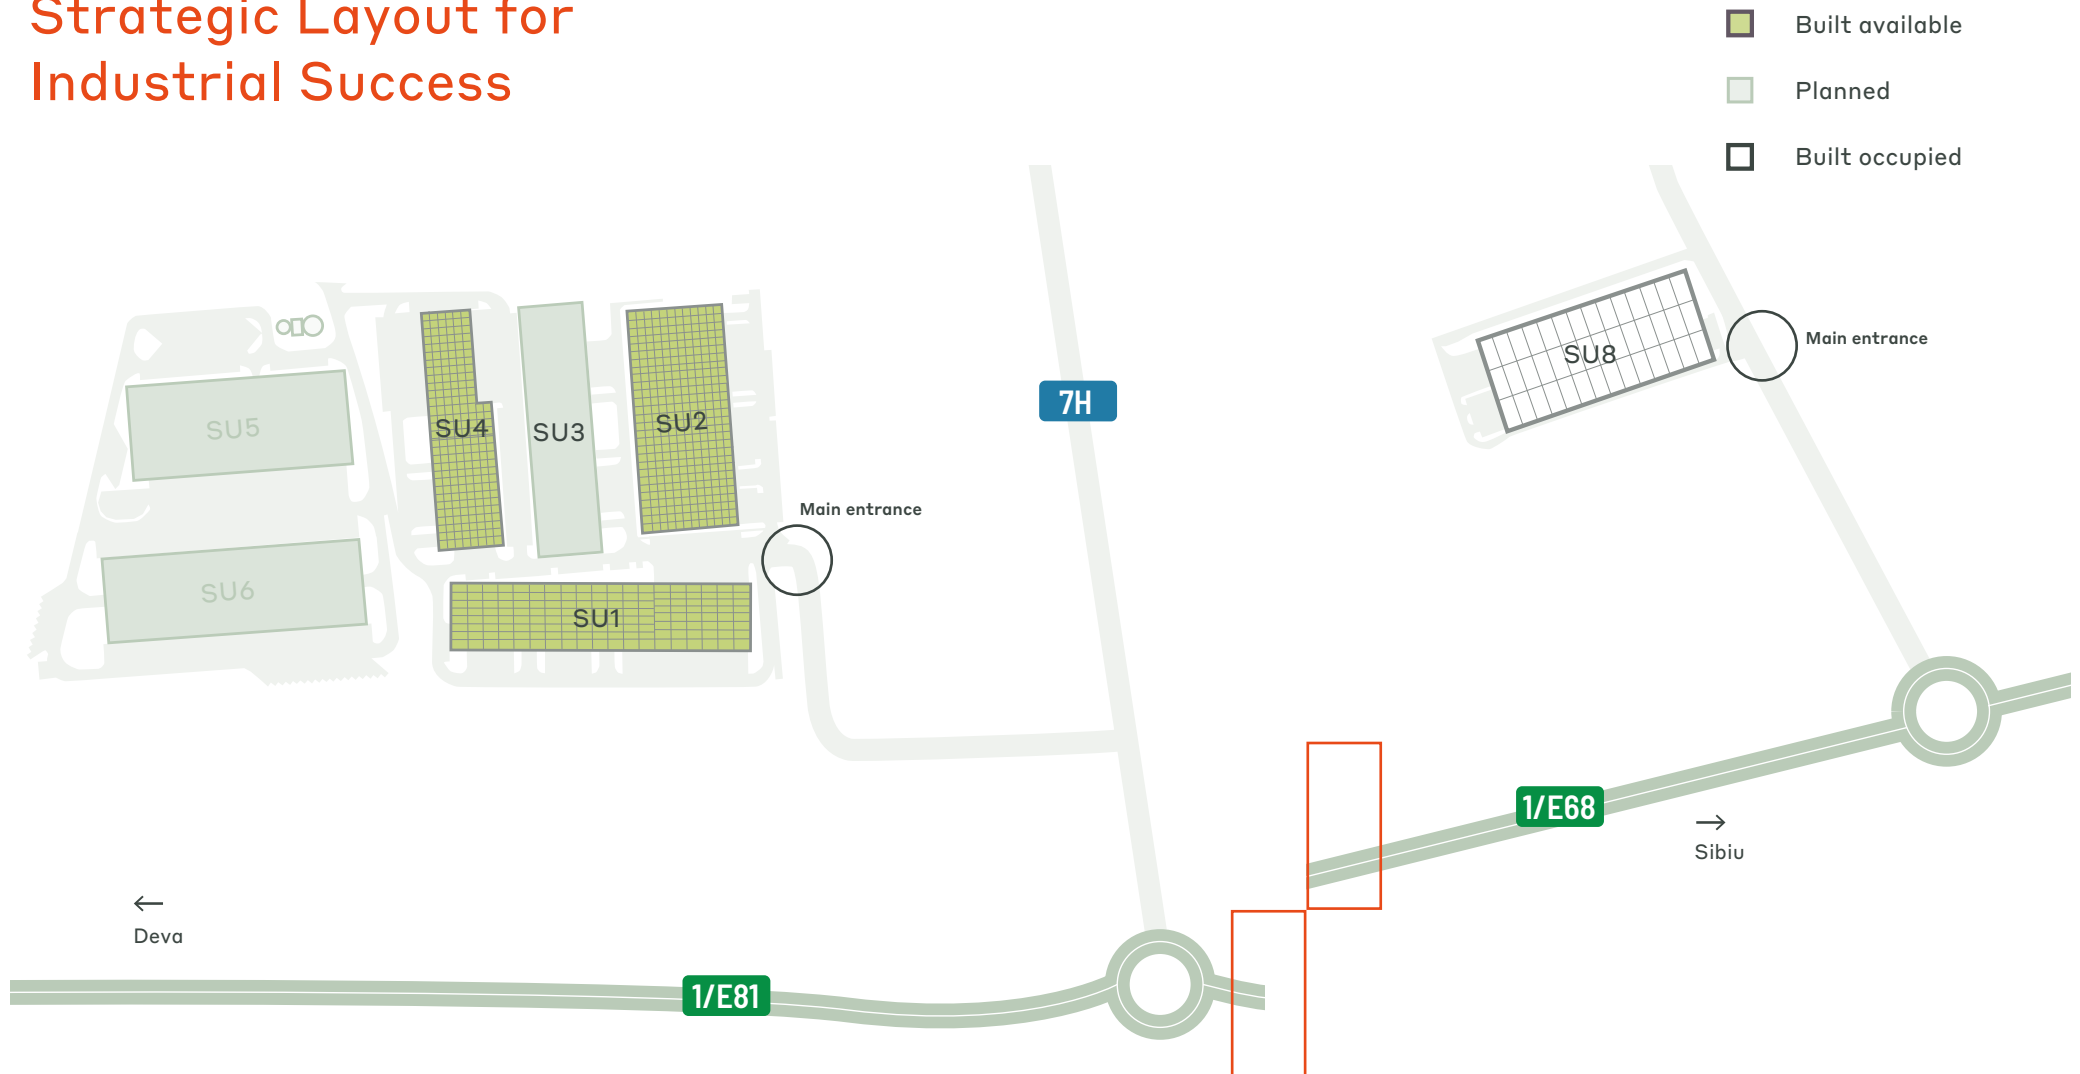 Strategic Layout for
Industrial Success
Built available
Planned
Built occupied
7H
SU8
Main entrance
SU5
SU4
SU3
SU2
Main entrance
SU6
SU1
1/E68
Sibiu
Deva
1/E81